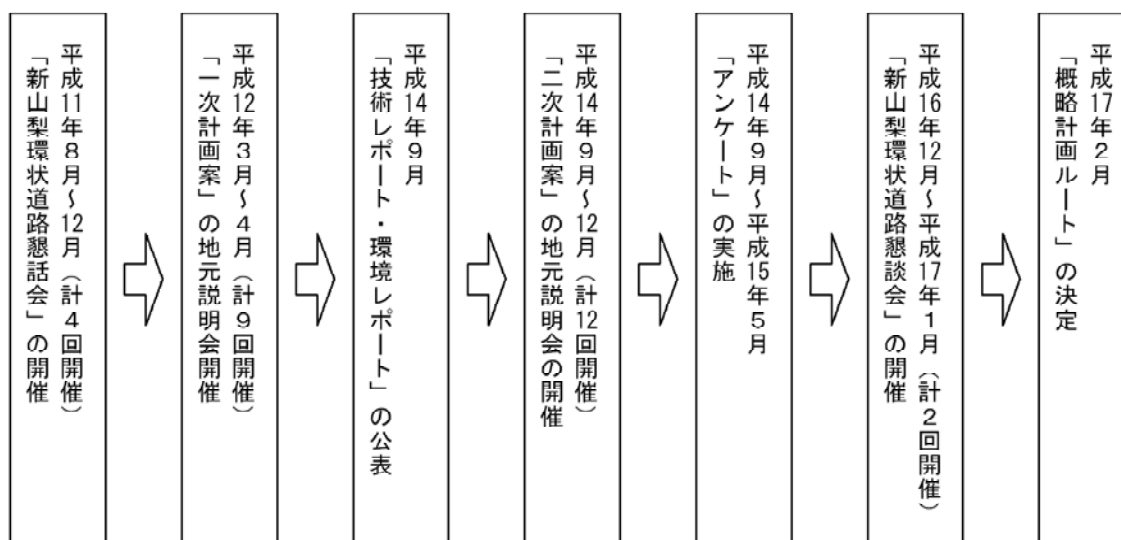 平成11年8月~12月(計4回開催)
「新山梨環状道路懇話会」の開催
平成12年3月~4月(計9回開催)
「一次計画案」の地元説明会開催
平成14年9月
「技術レポート・環境レポート」の公表
平成14年9月~12月(計12回開催)
「二次計画案」の地元説明会の開催
平成14年9月~平成15年5月
「アンケート」の実施
平成16年12月~平成17年1月(計2回開催)
「新山梨環状道路懇談会」の開催
平成17年2月
「概略計画ルート」の決定